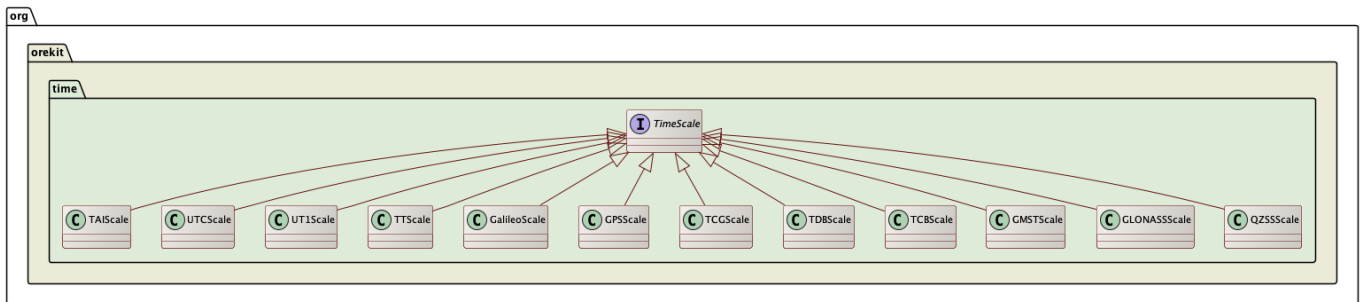 org
orekit
time
I TimeScale
C TAIScale
C UTCScale
C UT1Scale
C TTScale
C GalileoScale
C GPSScale
C TCGScale
C TDBScale
C TCBScale
C GMSTScale
C GLONASSScale
C QZSSScale